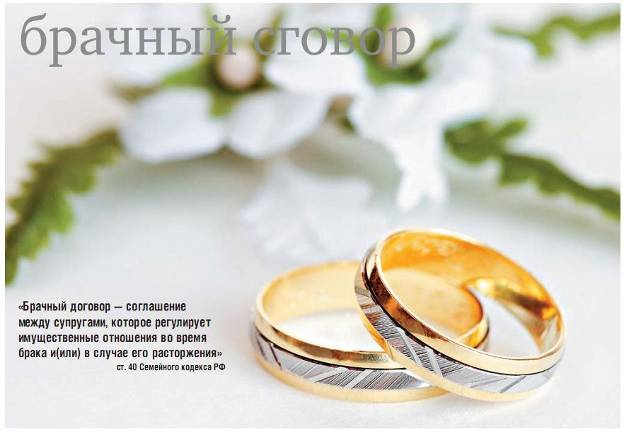 брачный сговор
«Брачный договор — соглашение
между супругами, которое регулирует
имущественные отношения во время
брака и(или) в случае его расторжения»
ст. 40 Семейного кодекса РФ